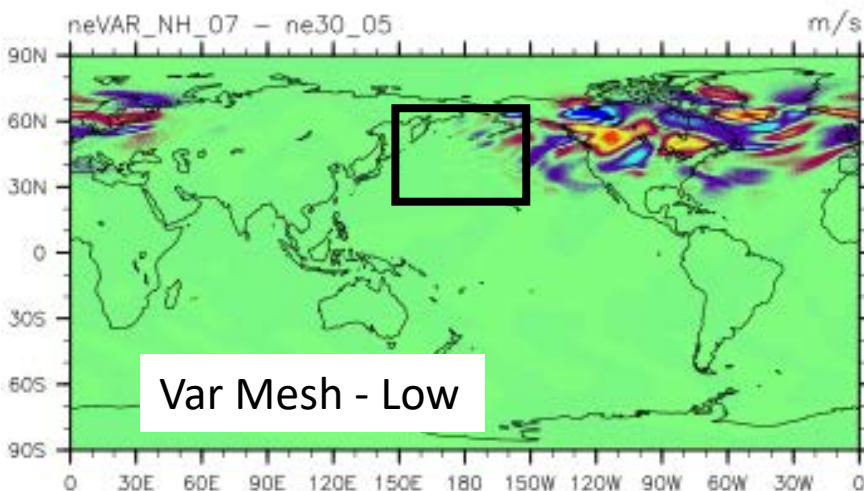 neVAR_NH_07 – ne30_05 m/s
90N
60N
30N
0
30S
60S
90S
Var Mesh - Low
0 30E 60E 90E 120E 150E 180 150W 120W 90W 60W 30W 0